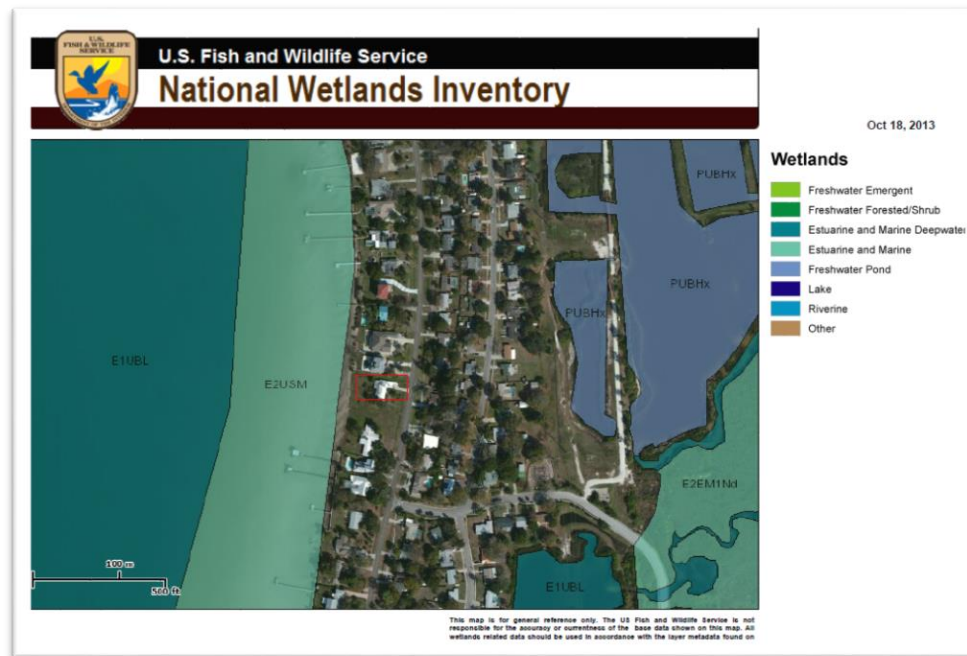 U.S.
FISH & WILDLIFE
SERVICE
U.S. Fish and Wildlife Service
National Wetlands Inventory
Oct 18, 2013
Wetlands
Freshwater Emergent
Freshwater Forested/Shrub
Estuarine and Marine Deepwater
Estuarine and Marine
Freshwater Pond
Lake
Riverine
Other
PUBHx
PUBHx
PUBHx
E1UBL
E2USM
E2EM1Nd
E1UBL
100 m
500 ft
This map is for general reference only. The US Fish and Wildlife Service is not
responsible for the accuracy or currentness of the base data shown on this map. All
wetlands related data should be used in accordance with the layer metadata found on